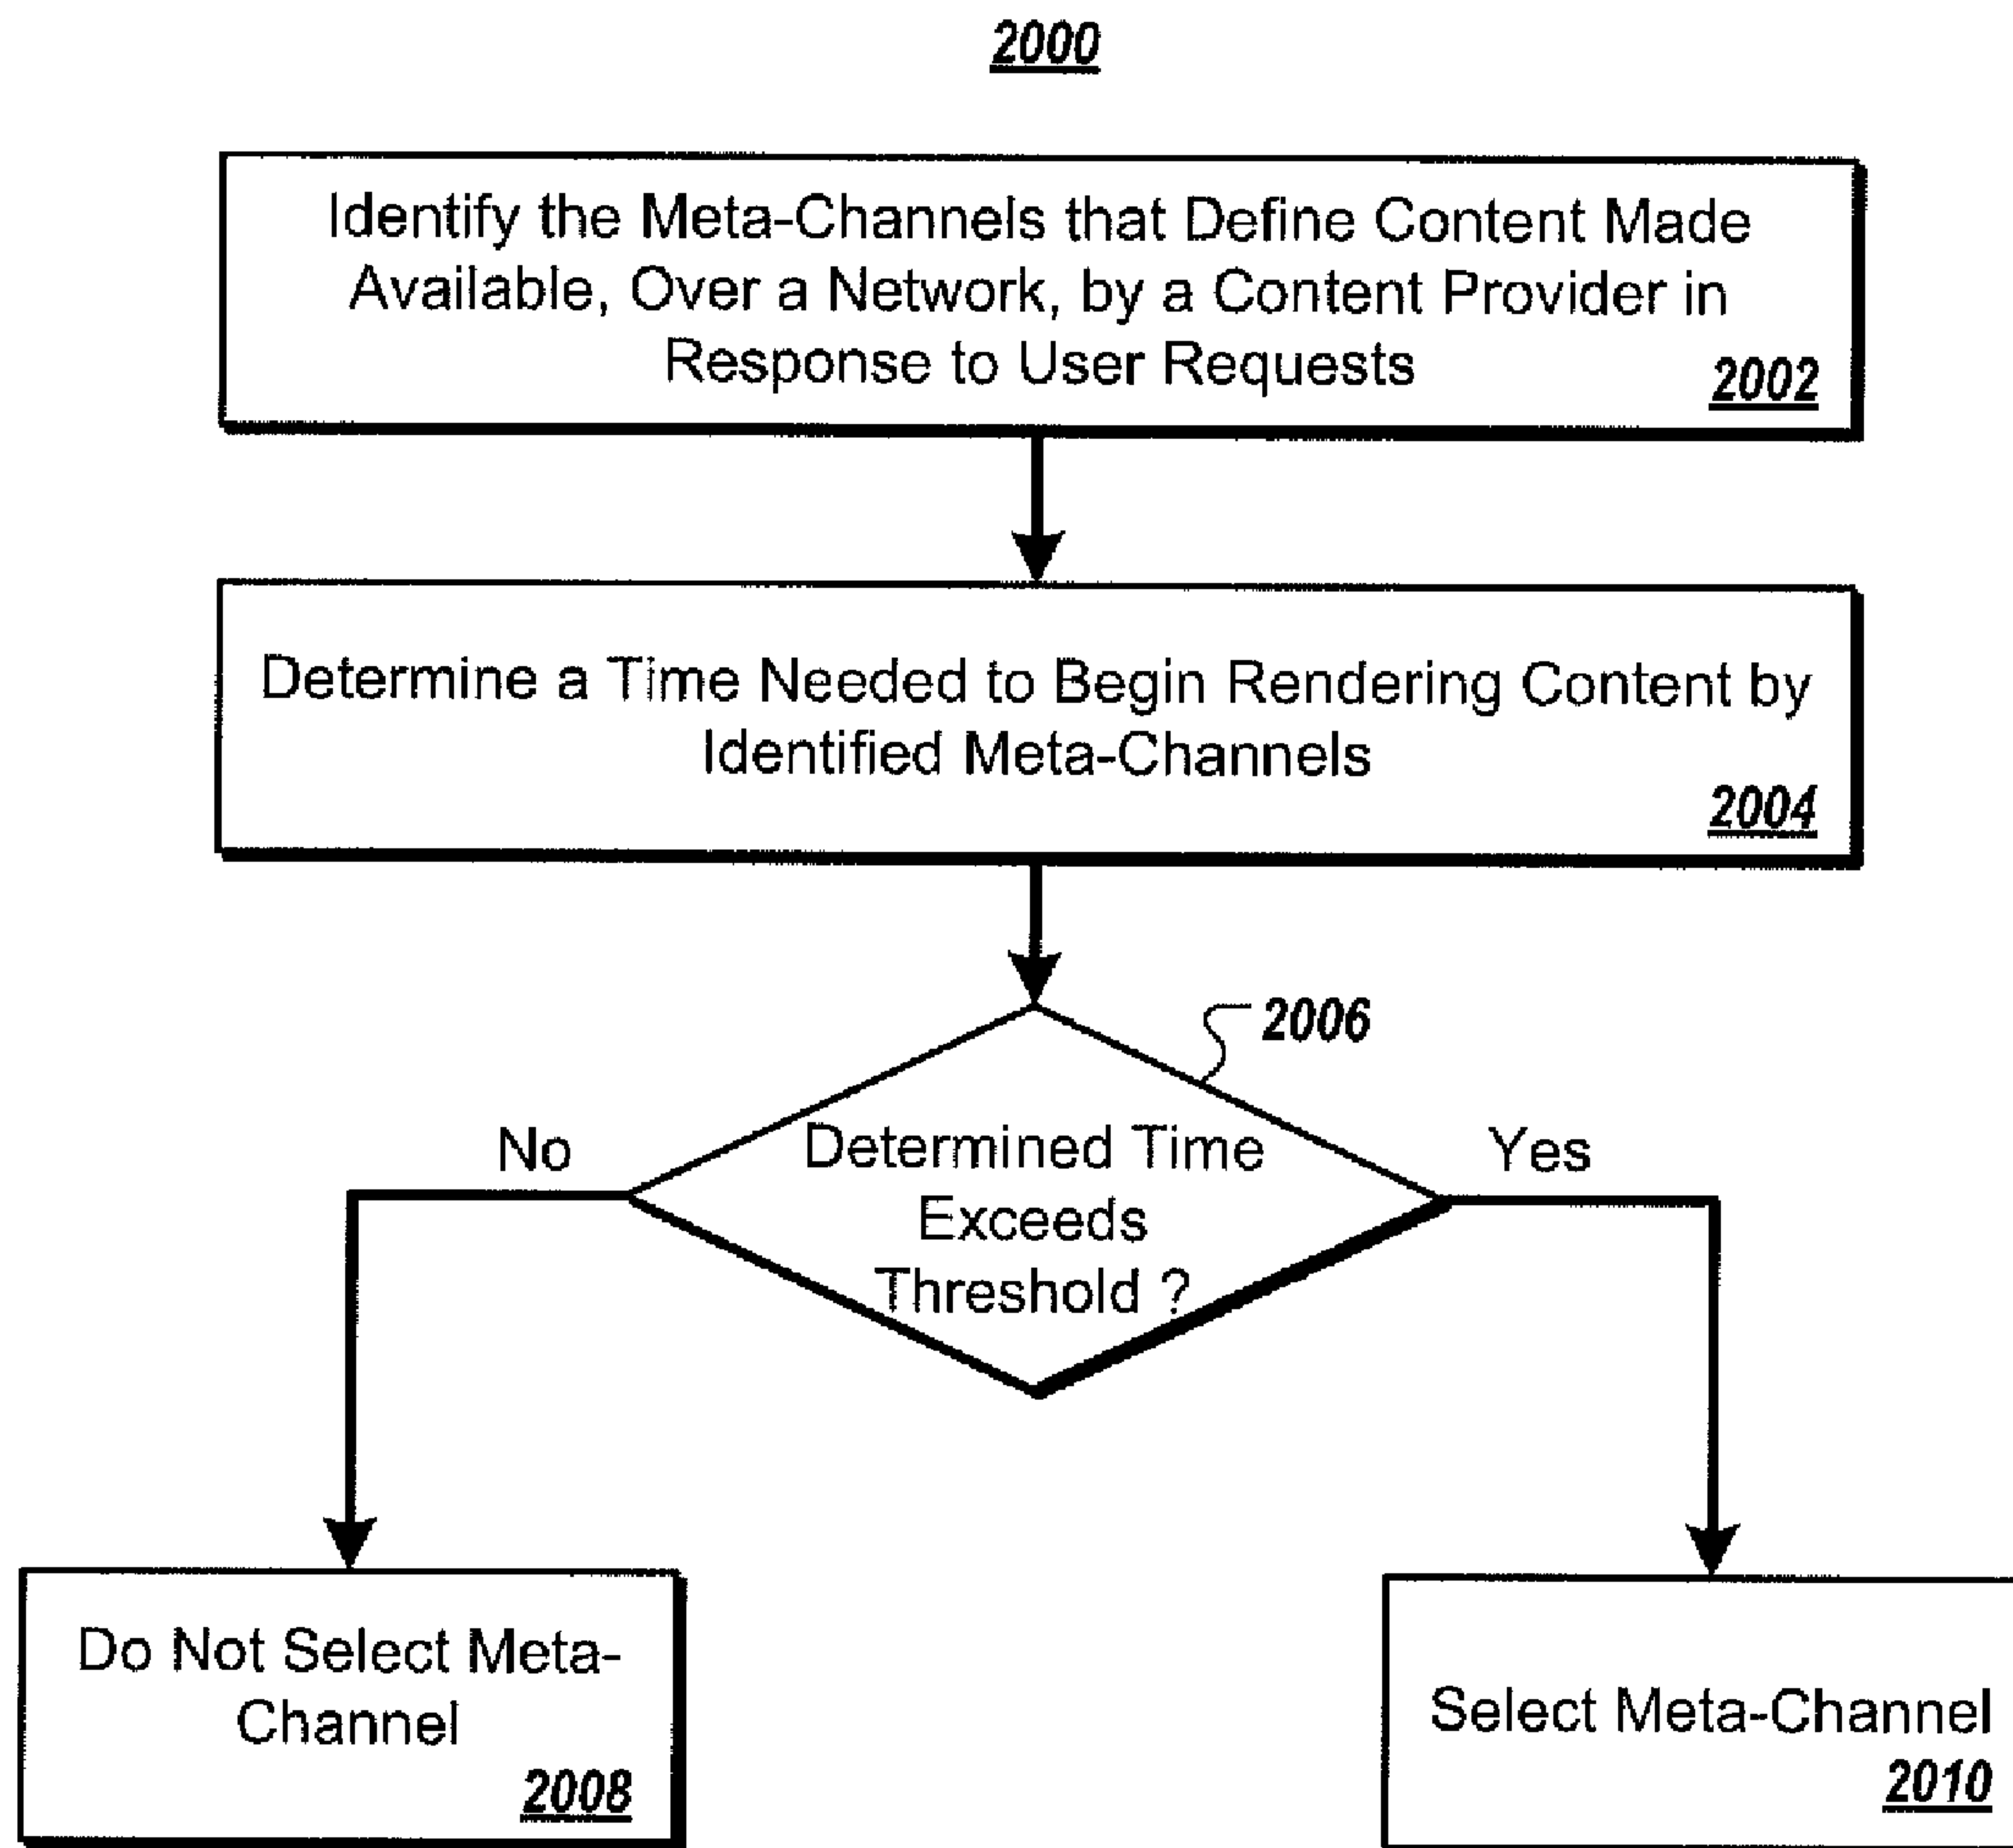 2000
Identify the Meta-Channels that Define Content Made
Available, Over a Network, by a Content Provider in
Response to User Requests
2002
Determine a Time Needed to Begin Rendering Content by
Identified Meta-Channels
2004
2006
No
Determined Time
Exceeds
Threshold ?
Yes
Do Not Select Meta-
Channel
2008
Select Meta-Channel
2010